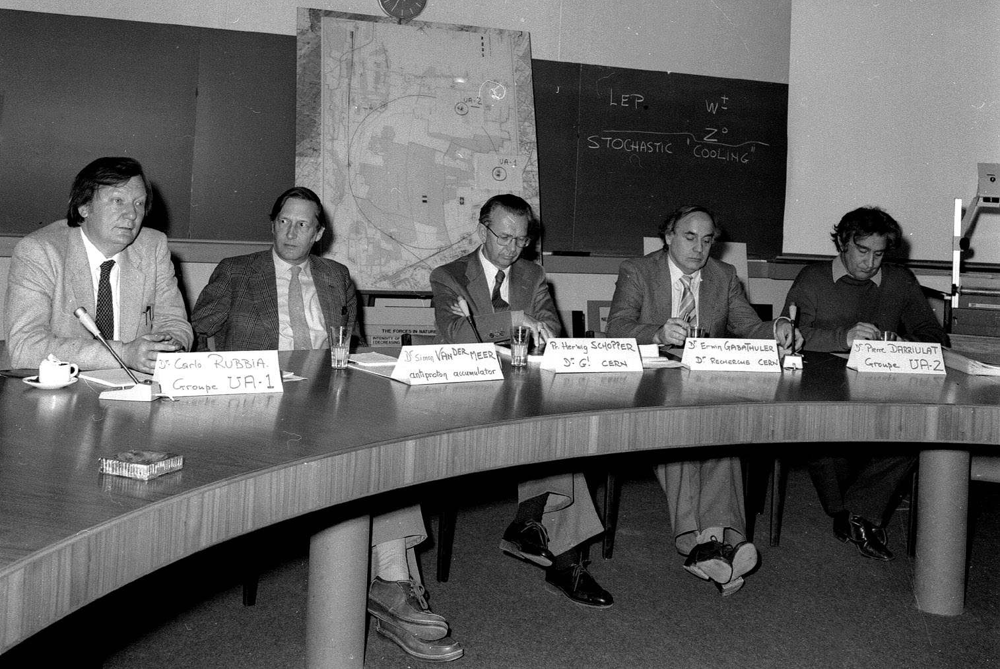 UA-2
UA-1
LEP.
W±
Z°
STOCHASTIC "COOLING"
THE FORCES IN NATURE
INTENSITY OF
(DECREASING
NE
Dr Carlo RUBBIA.
Groupe UA-1
Dr Simon VAN DER MEER
antiproton accumulator
Pr. Herwig SCHOPPER
Dr Gl CERN
Dr Erwin GABATHULER
Dr RECHERCHE CERN
Dr Pierre DARRIULAT
Groupe UA-2